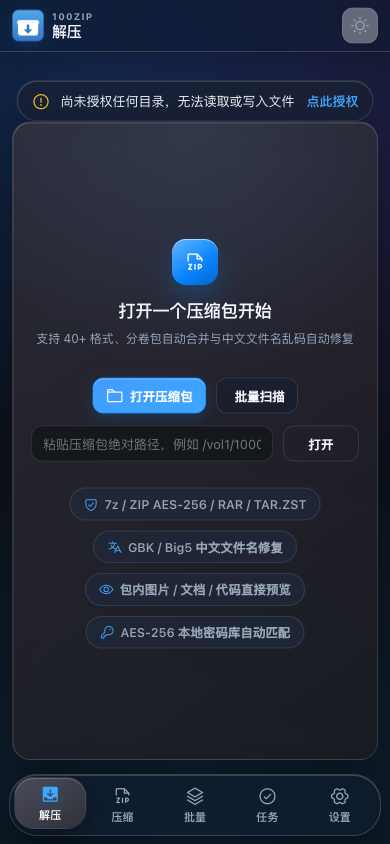 100ZIP
解压
尚未授权任何目录，无法读取或写入文件 点此授权
ZIP
打开一个压缩包开始
支持 40+ 格式、分卷包自动合并与中文文件名乱码自动修复
打开压缩包 批量扫描
粘贴压缩包绝对路径，例如 /vol1/1000 打开
7z / ZIP AES-256 / RAR / TAR.ZST
GBK / Big5 中文文件名修复
包内图片 / 文档 / 代码直接预览
AES-256 本地密码库自动匹配
ZIP
解压 压缩 批量 任务 设置